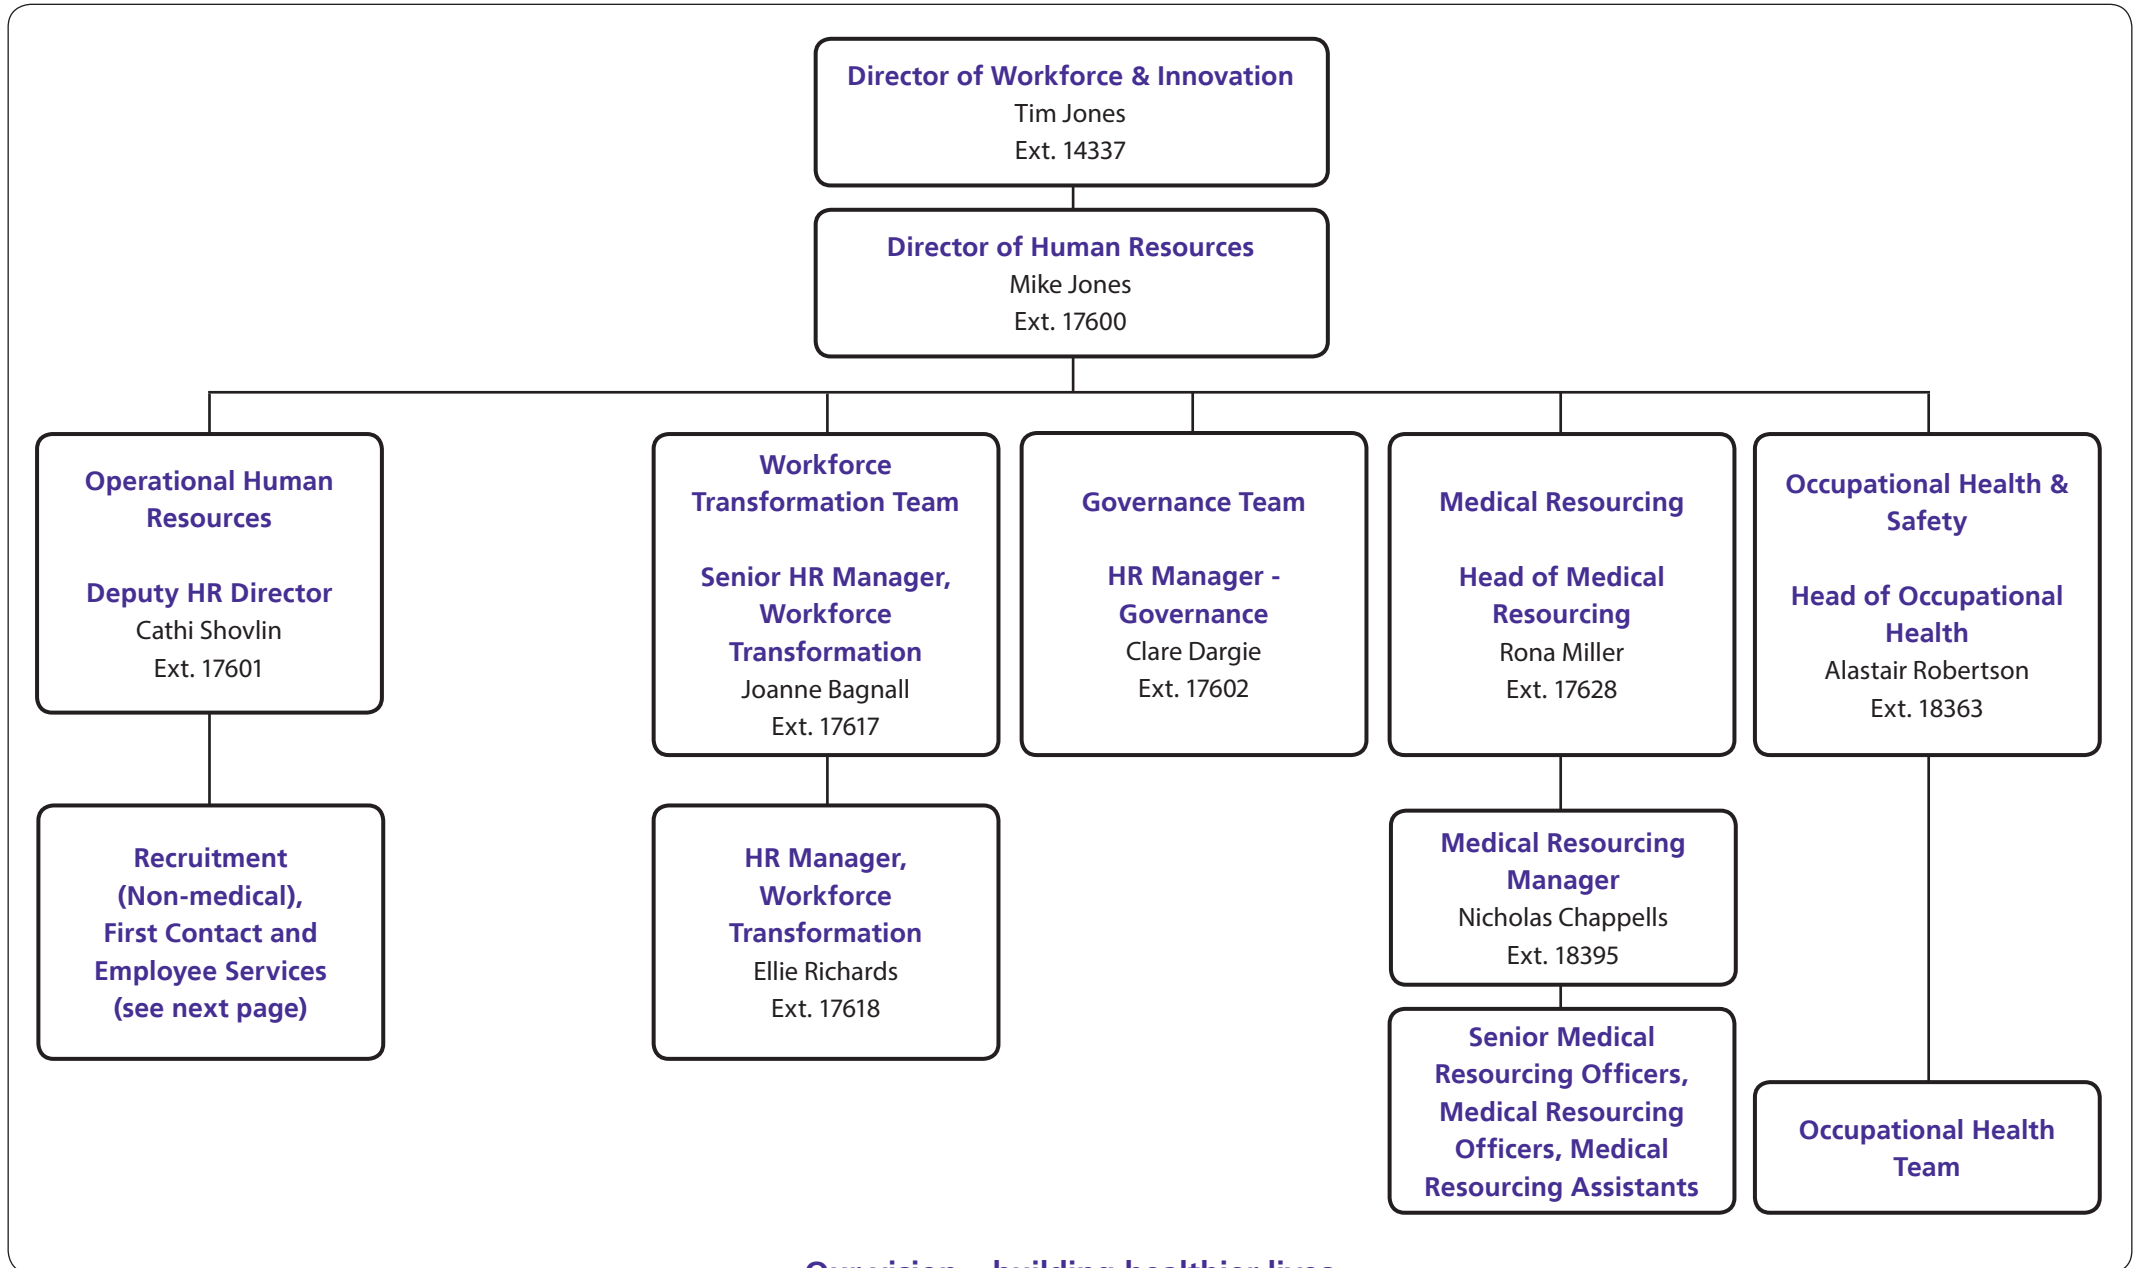 Director of Workforce & Innovation
Tim Jones
Ext. 14337
Director of Human Resources
Mike Jones
Ext. 17600
Operational Human
Resources
Deputy HR Director
Cathi Shovlin
Ext. 17601
Workforce
Transformation Team
Senior HR Manager,
Workforce
Transformation
Joanne Bagnall
Ext. 17617
Governance Team
HR Manager -
Governance
Clare Dargie
Ext. 17602
Medical Resourcing
Head of Medical
Resourcing
Rona Miller
Ext. 17628
Occupational Health &
Safety
Head of Occupational
Health
Alastair Robertson
Ext. 18363
Recruitment
(Non-medical),
First Contact and
Employee Services
(see next page)
HR Manager,
Workforce
Transformation
Ellie Richards
Ext. 17618
Medical Resourcing
Manager
Nicholas Chappells
Ext. 18395
Senior Medical
Resourcing Officers,
Medical Resourcing
Officers, Medical
Resourcing Assistants
Occupational Health
Team
Our vision – building healthier lives